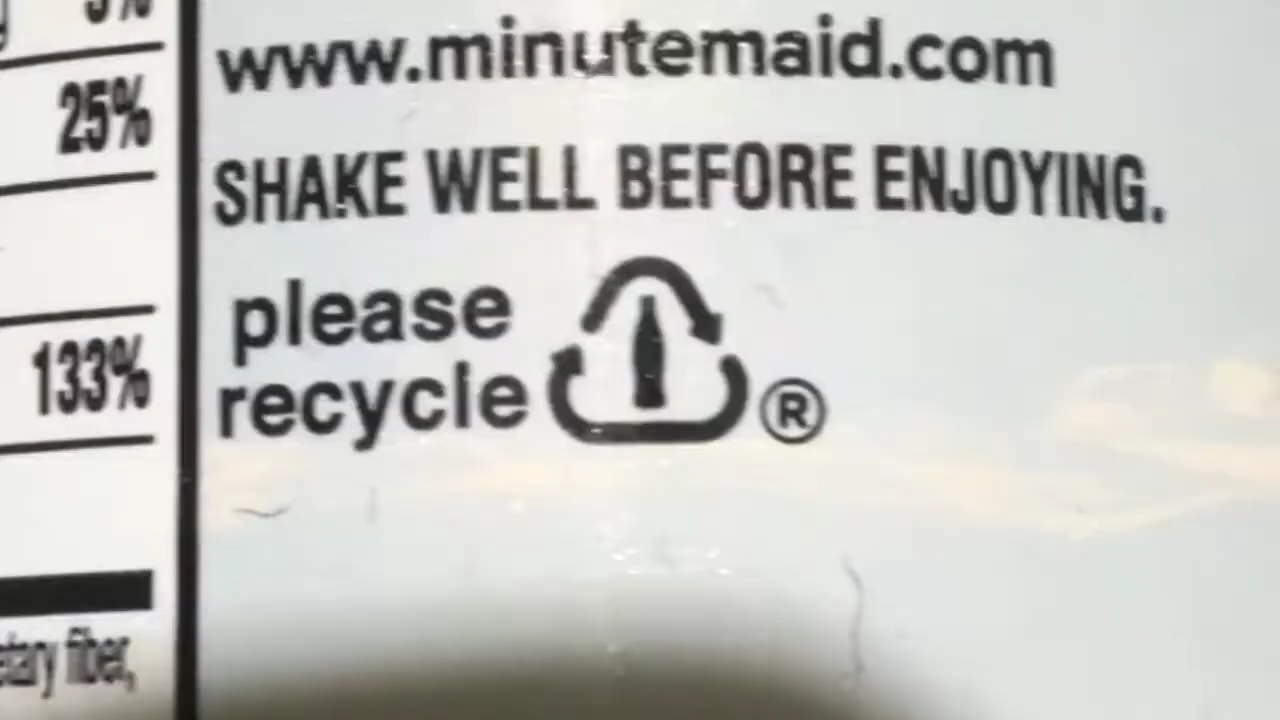 25%
133%
etary fiber,
www.minutemaid.com
SHAKE WELL BEFORE ENJOYING.
please
recycle
®